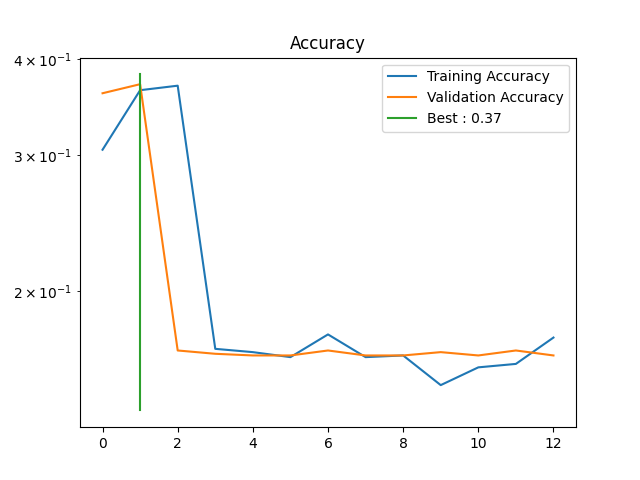 Accuracy
4 × 10⁻¹
3 × 10⁻¹
2 × 10⁻¹
Training Accuracy
Validation Accuracy
Best : 0.37
0 2 4 6 8 10 12